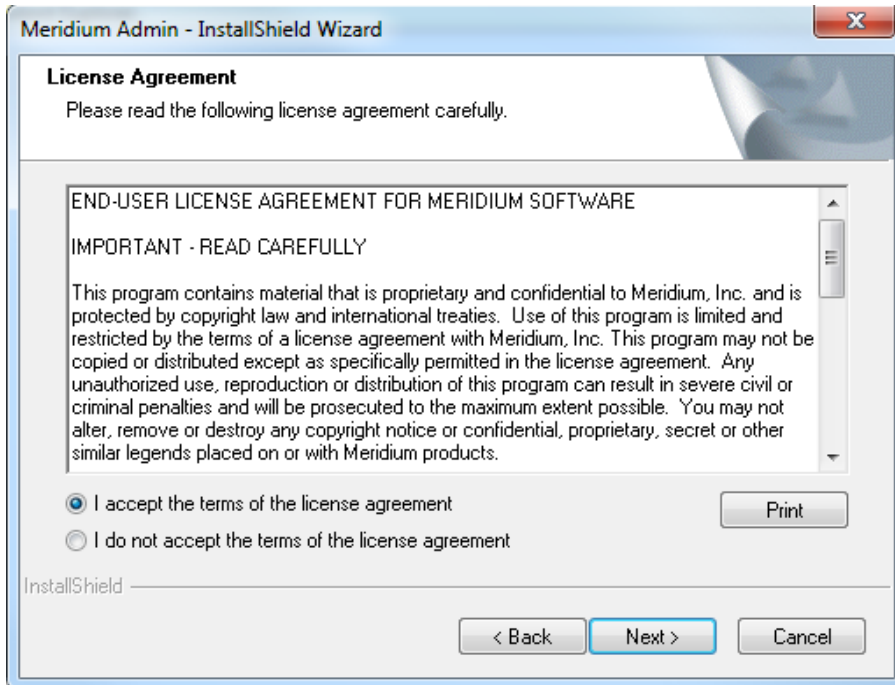 Meridium Admin - InstallShield Wizard
License Agreement
Please read the following license agreement carefully.
END-USER LICENSE AGREEMENT FOR MERIDIUM SOFTWARE
IMPORTANT - READ CAREFULLY
This program contains material that is proprietary and confidential to Meridium, Inc. and is
protected by copyright law and international treaties.  Use of this program is limited and
restricted by the terms of a license agreement with Meridium, Inc. This program may not be
copied or distributed except as specifically permitted in the license agreement.  Any
unauthorized use, reproduction or distribution of this program can result in severe civil or
criminal penalties and will be prosecuted to the maximum extent possible.  You may not
alter, remove or destroy any copyright notice or confidential, proprietary, secret or other
similar legends placed on or with Meridium products.
I accept the terms of the license agreement
Print
I do not accept the terms of the license agreement
InstallShield
< Back
Next >
Cancel